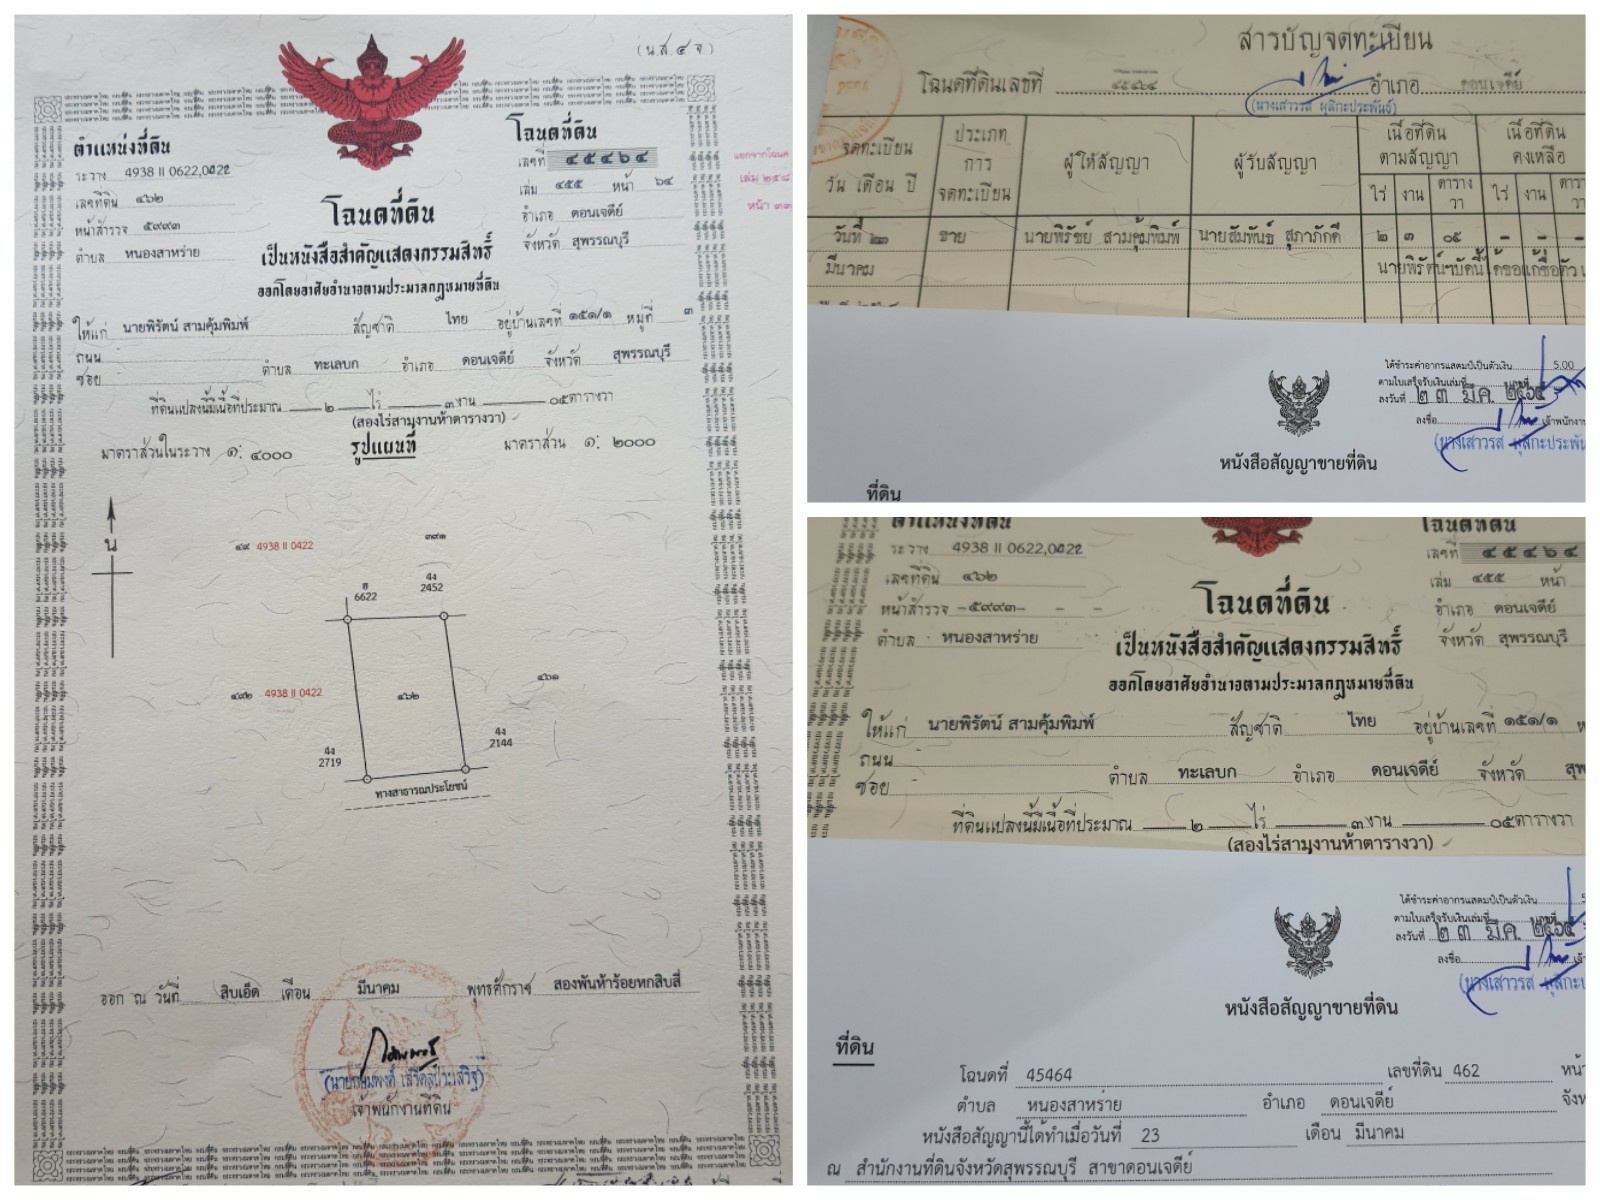 (น.ส. ๔ จ.)
ตำแหน่งที่ดิน
ระวาง 4938 II 0622,0422
เลขที่ดิน ๔๖๒
หน้าสำรวจ ๕๙๙๓
ตำบล หนองสาหร่าย
โฉนดที่ดิน
เลขที่ ๔๕๔๖๔
เล่ม ๔๕๕ หน้า ๖๔
อำเภอ ดอนเจดีย์
จังหวัด สุพรรณบุรี
เล่ม ๒๕๘
หน้า ๓๓
โฉนดที่ดิน
เป็นหนังสือสำคัญแสดงกรรมสิทธิ์
ออกโดยอาศัยอำนาจตามประมวลกฎหมายที่ดิน
ให้แก่ นายพิรัตน์ สามคุ้มพิมพ์ สัญชาติ ไทย อยู่บ้านเลขที่ ๑๕๑/๑ หมู่ที่ ๓
ถนน
ซอย ตำบล ทะเลบก อำเภอ ดอนเจดีย์ จังหวัด สุพรรณบุรี
ที่ดินแปลงนี้มีเนื้อที่ประมาณ ๒ ไร่ ๓ งาน ๐๕ ตารางวา
(สองไร่สามงานห้าตารางวา)
มาตราส่วนในระวาง ๑: ๔๐๐๐ รูปแผนที่ มาตราส่วน ๑: ๒๐๐๐
น
๔๙ 4938 II 0422 ๓๙๑
ฮ 6622
4ง 2452
๔๙๒ 4938 II 0422 ๔๖๒ ๔๖๑
4ง 2719
4ง 2144
ทางสาธารณประโยชน์
ออก ณ วันที่ สิบเอ็ด เดือน มีนาคม พุทธศักราช สองพันห้าร้อยหกสิบสี่
เจ้าพนักงานที่ดิน
สารบัญจดทะเบียน
โฉนดที่ดินเลขที่ ๔๕๔๖๔ อำเภอ ดอนเจดีย์
(นางเสาวรส มุลิกะประพันธ์)
จดทะเบียน
วัน เดือน ปี
ประเภท
การ
จดทะเบียน
ผู้ให้สัญญา
ผู้รับสัญญา
เนื้อที่ดิน
ตามสัญญา
เนื้อที่ดิน
คงเหลือ
ไร่ งาน ตาราง วา ไร่ งาน
วันที่ ๒๓ ขาย นายพิรัชย์ สามคุ้มพิมพ์ นายสัมพันธ์ สุภาภักดี ๒ ๓ ๐๕ - - -
มีนาคม
ได้ชำระค่าอากรแสตมป์เป็นตัวเงิน 5.00
ตามใบเสร็จรับเงินเล่มที่ เลขที่
ลงวันที่ ๒๓ มี.ค. ๒๕๖๕
ลงชื่อ เจ้าพนักงาน
(นางเสาวรส มุลิกะประพัน
หนังสือสัญญาขายที่ดิน
ที่ดิน
ตำแหน่งที่ดิน
ระวาง 4938 II 0622,0422
เลขที่ดิน ๔๖๒
หน้าสำรวจ -๕๙๙๓- - -
ตำบล หนองสาหร่าย
โฉนดที่ดิน
เลขที่ ๔๕๔๖๔
เล่ม ๔๕๕ หน้า
อำเภอ ดอนเจดีย์
จังหวัด สุพรรณบุรี
โฉนดที่ดิน
เป็นหนังสือสำคัญแสดงกรรมสิทธิ์
ออกโดยอาศัยอำนาจตามประมวลกฎหมายที่ดิน
ให้แก่ นายพิรัตน์ สามคุ้มพิมพ์ สัญชาติ ไทย อยู่บ้านเลขที่ ๑๕๑/๑
ถนน
ซอย ตำบล ทะเลบก อำเภอ ดอนเจดีย์ จังหวัด สุพ
ที่ดินแปลงนี้มีเนื้อที่ประมาณ ๒ ไร่ ๓ งาน ๐๕ ตารางวา
(สองไร่สามงานห้าตารางวา)
ได้ชำระค่าอากรแสตมป์เป็นตัวเงิน
ตามใบเสร็จรับเงินเล่มที่ เลขที่
ลงวันที่ ๒๓ มี.ค. ๒๕๖๕
ลงชื่อ
(นางเสาวรส มุลิกะป
หนังสือสัญญาขายที่ดิน
ที่ดิน
โฉนดที่ 45464 เลขที่ดิน 462 หน้
ตำบล หนองสาหร่าย อำเภอ ดอนเจดีย์ จัง
หนังสือสัญญานี้ได้ทำเมื่อวันที่ 23 เดือน มีนาคม
ณ สำนักงานที่ดินจังหวัดสุพรรณบุรี สาขาดอนเจดีย์